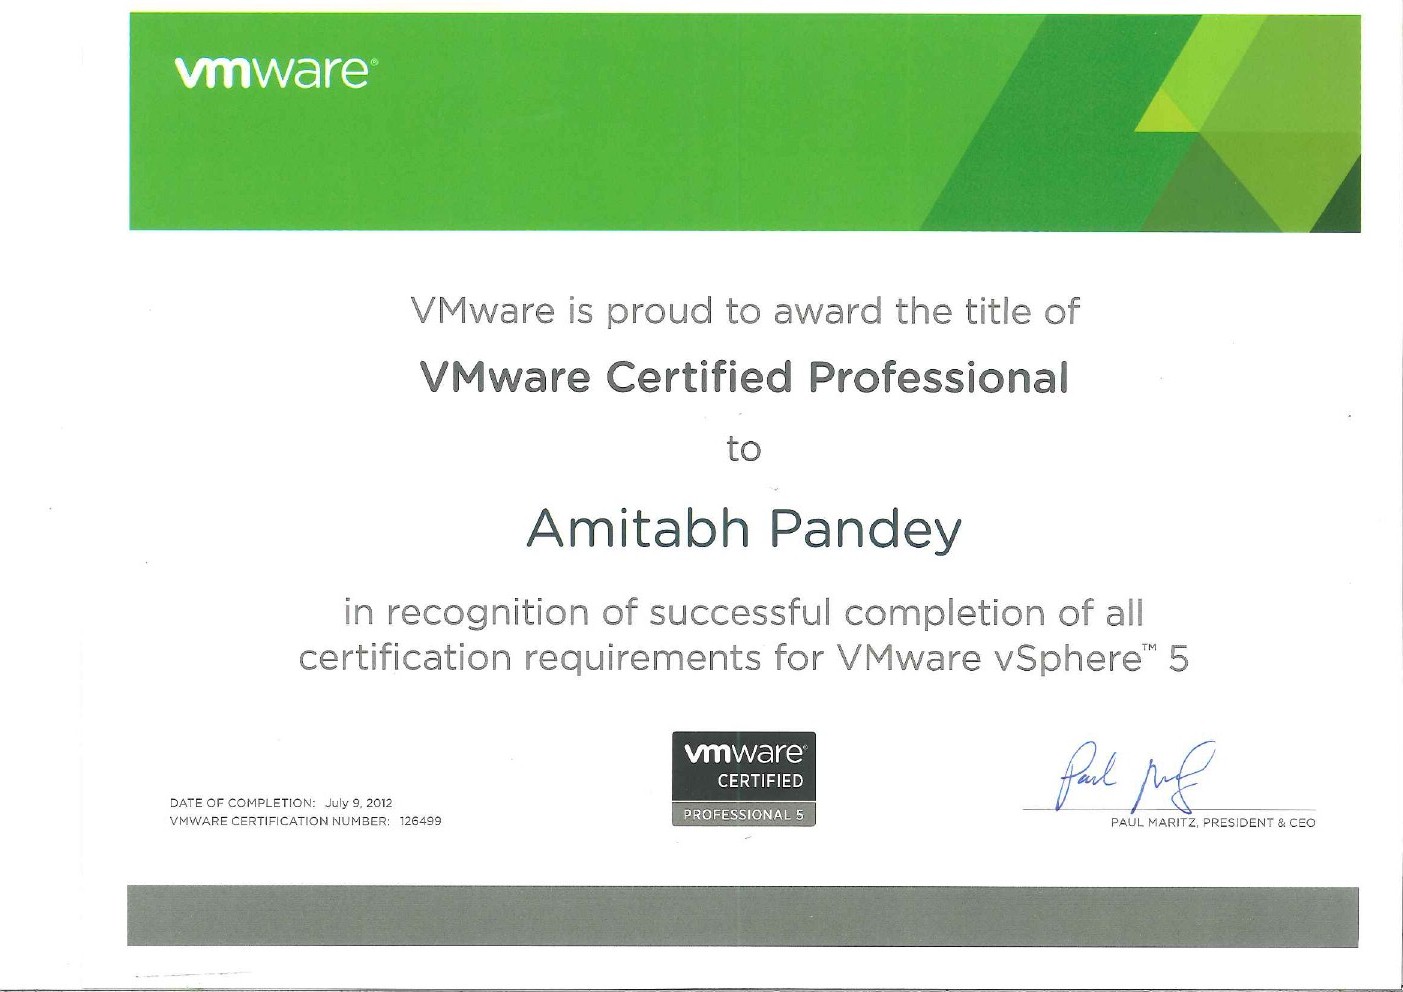 vmware®
VMware is proud to award the title of
VMware Certified Professional
to
Amitabh Pandey
in recognition of successful completion of all
certification requirements for VMware vSphere™ 5
vmware®
CERTIFIED
PROFESSIONAL 5
DATE OF COMPLETION: July 9, 2012
VMWARE CERTIFICATION NUMBER: 126499
Paul
PAUL MARITZ, PRESIDENT & CEO